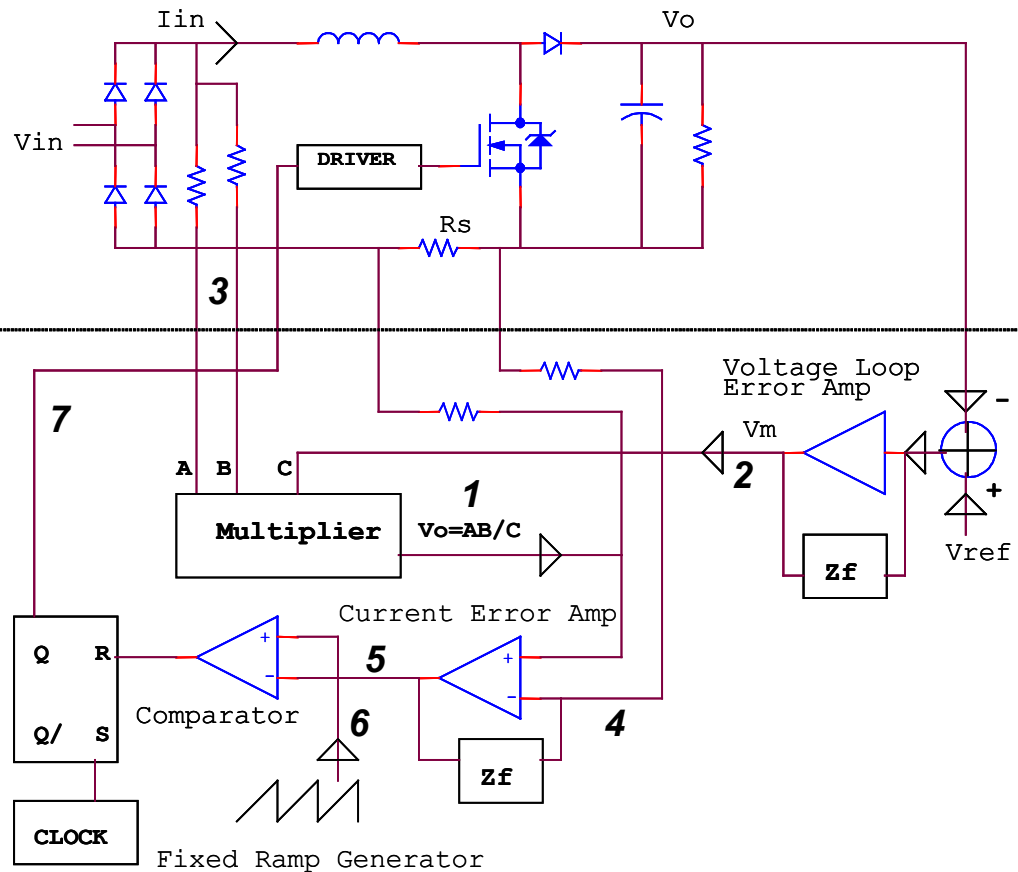 Iin
Vo
Vin
DRIVER
Rs
3
Voltage Loop
Error Amp
-
7
Vm
2
A B C
1
+
Multiplier
Vo=AB/C
Vref
Zf
Current Error Amp
Q R
+
5
+
-
-
Comparator
6
4
Q/ S
Zf
CLOCK
Fixed Ramp Generator